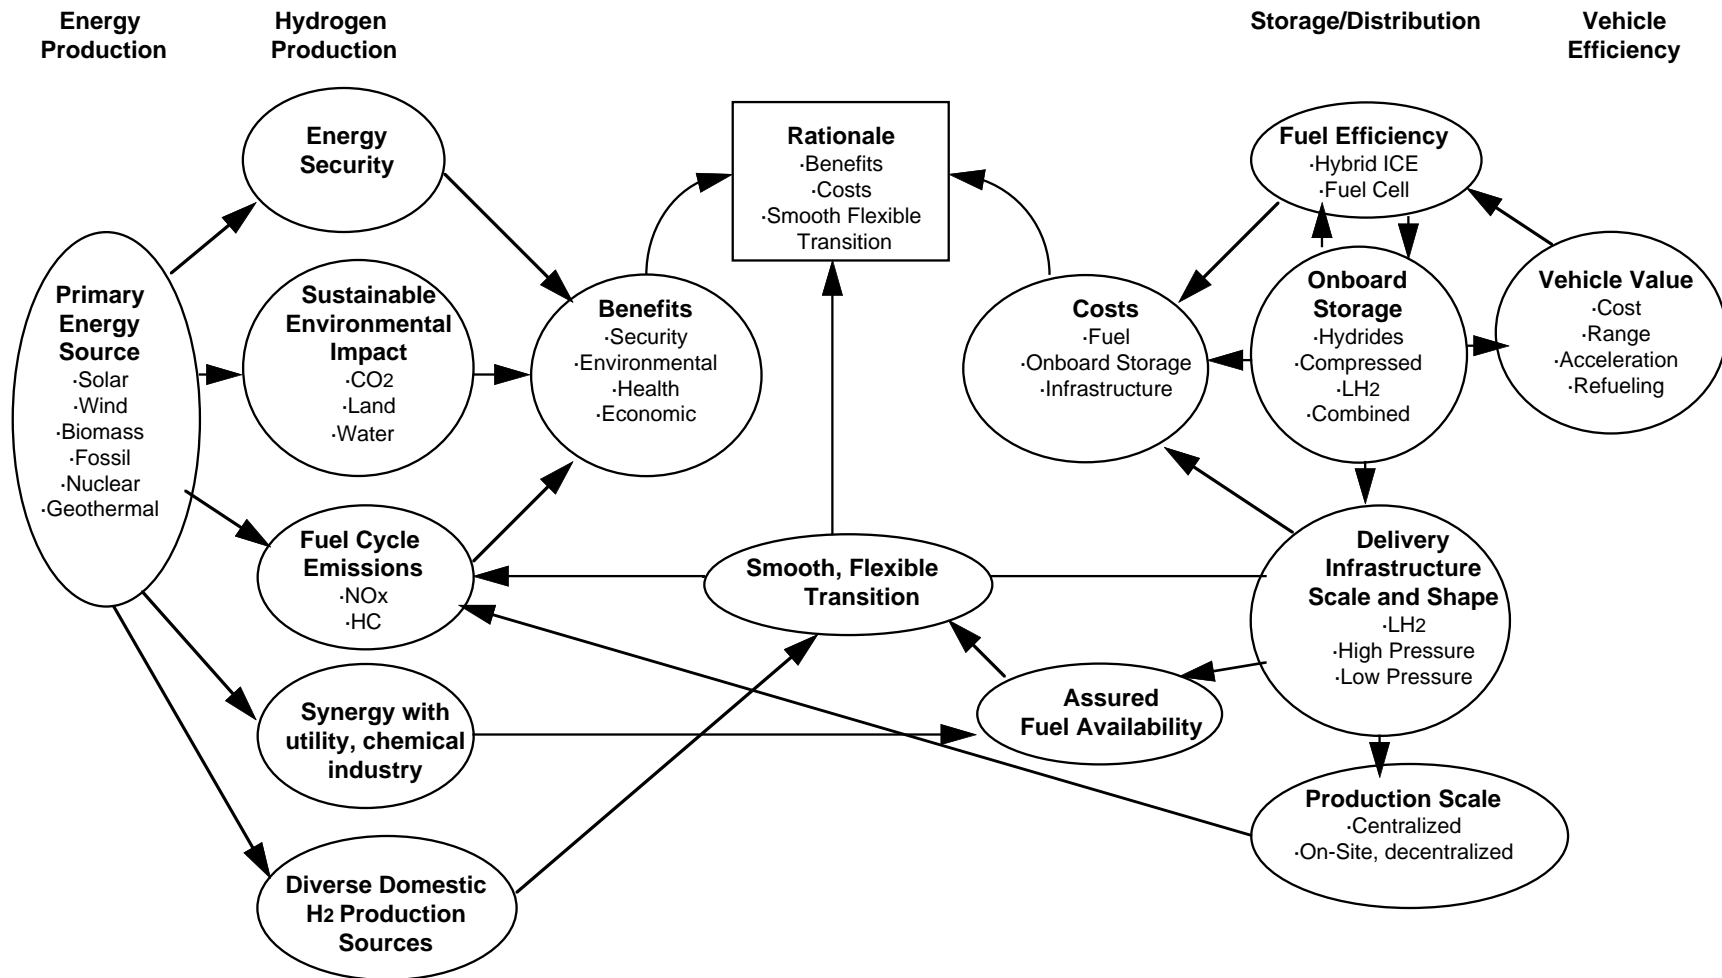 Energy
Production
Hydrogen
Production
Storage/Distribution
Vehicle
Efficiency
Energy
Security
Rationale
·Benefits
·Costs
·Smooth Flexible
Transition
Fuel Efficiency
·Hybrid ICE
·Fuel Cell
Primary
Energy
Source
·Solar
·Wind
·Biomass
·Fossil
·Nuclear
·Geothermal
Sustainable
Environmental
Impact
·CO2
·Land
·Water
Benefits
·Security
·Environmental
·Health
·Economic
Costs
·Fuel
·Onboard Storage
·Infrastructure
Onboard
Storage
·Hydrides
·Compressed
·LH2
·Combined
Vehicle Value
·Cost
·Range
·Acceleration
·Refueling
Fuel Cycle
Emissions
·NOx
·HC
Smooth, Flexible
Transition
Delivery
Infrastructure
Scale and Shape
·LH2
·High Pressure
·Low Pressure
Synergy with
utility, chemical
industry
Assured
Fuel Availability
Production Scale
·Centralized
·On-Site, decentralized
Diverse Domestic
H2 Production
Sources